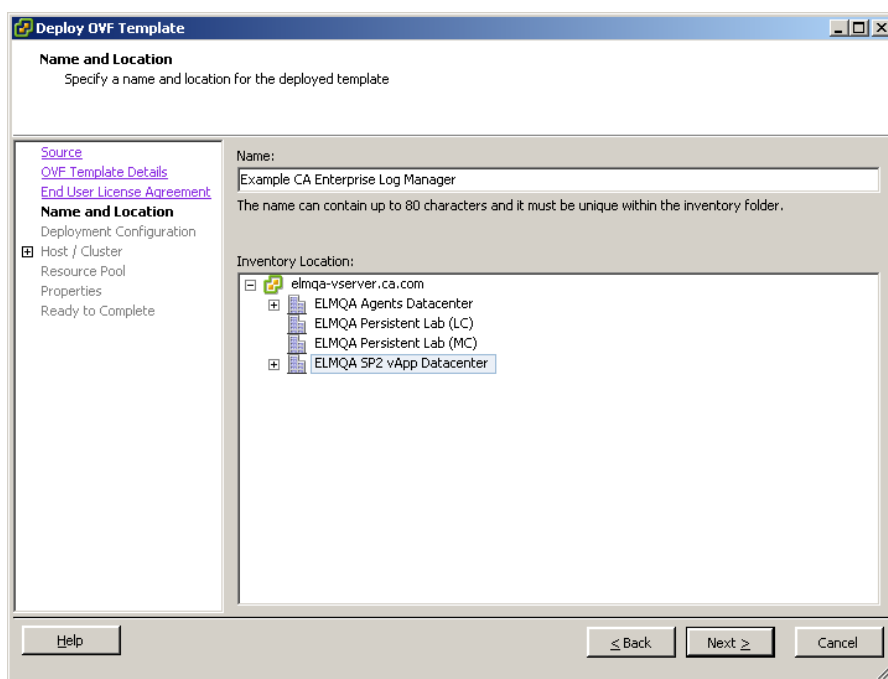 Deploy OVF Template
Name and Location
Specify a name and location for the deployed template
Source
OVF Template Details
End User License Agreement
Name and Location
Deployment Configuration
Host / Cluster
Resource Pool
Properties
Ready to Complete
Name:
Example CA Enterprise Log Manager
The name can contain up to 80 characters and it must be unique within the inventory folder.
Inventory Location:
elmqa-vserver.ca.com
ELMQA Agents Datacenter
ELMQA Persistent Lab (LC)
ELMQA Persistent Lab (MC)
ELMQA SP2 vApp Datacenter
Help
< Back
Next >
Cancel